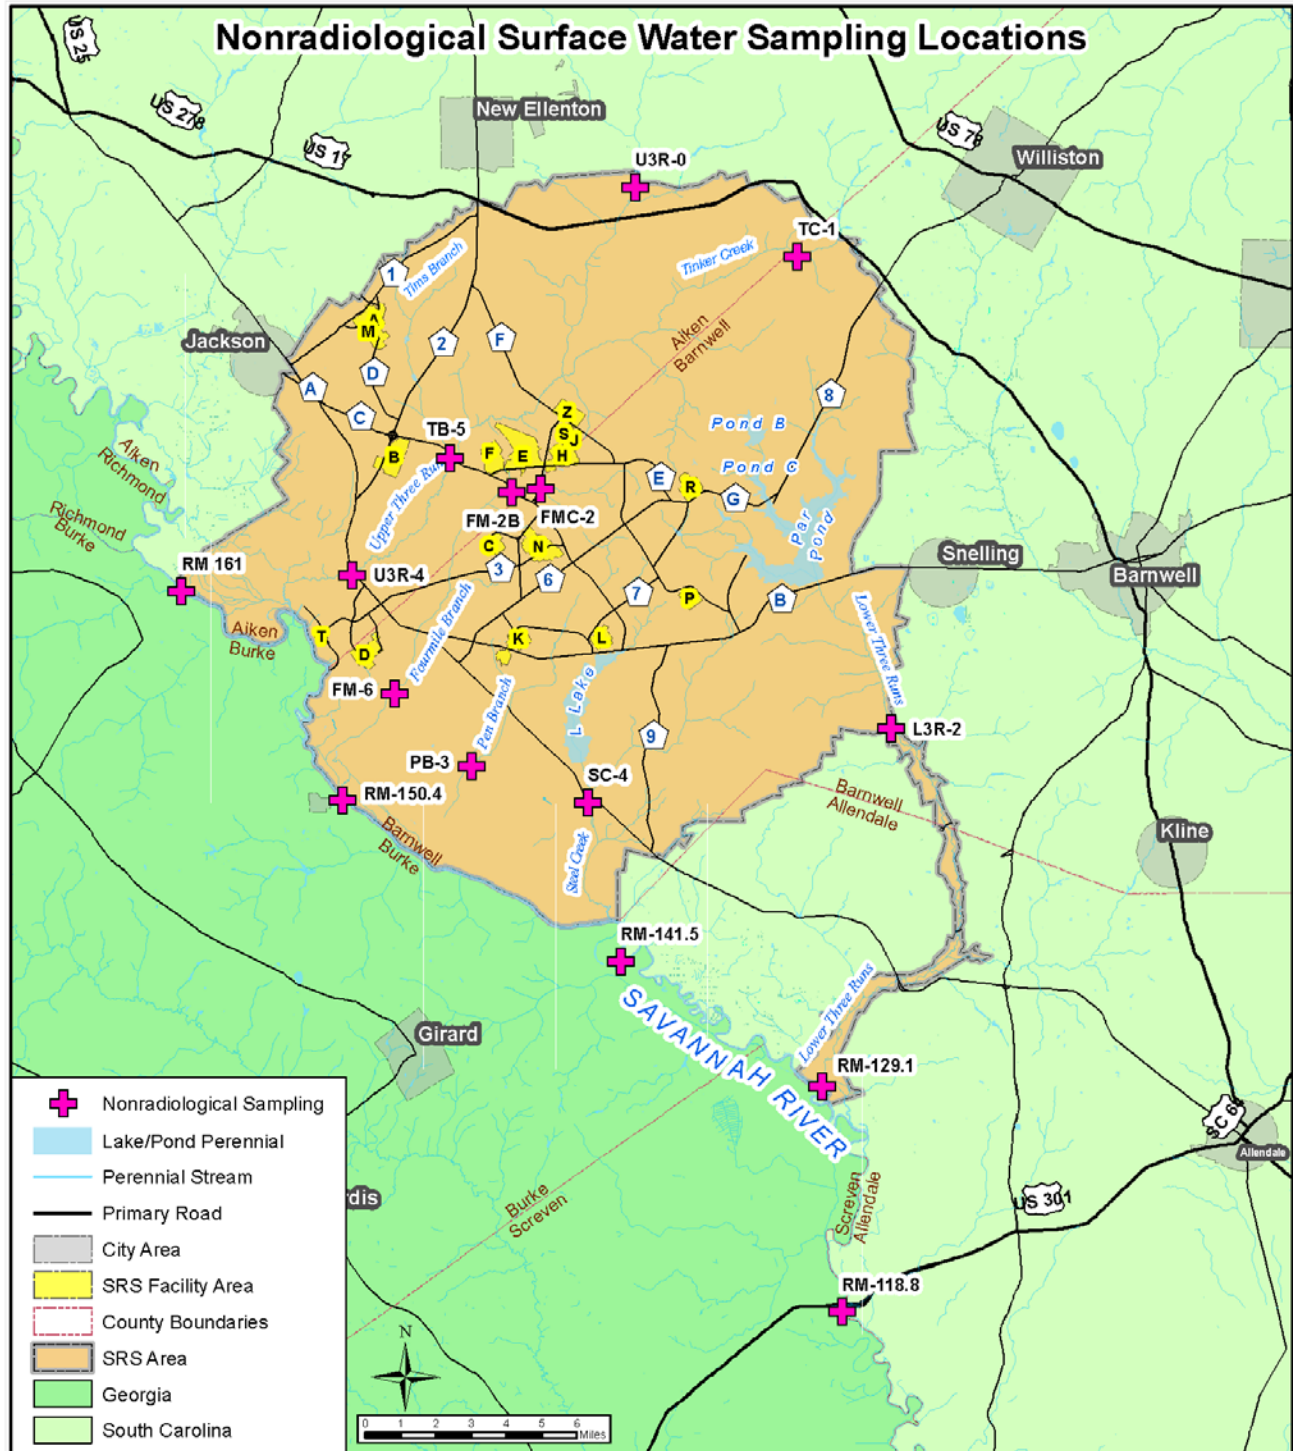 Nonradiological Surface Water Sampling Locations
US 25
US 278
US 17
New Ellenton
US 78
Williston
U3R-0
TC-1
Tinker Creek
1
Tims Branch
A
M
Jackson
2
F
D
A
C
Aiken
Barnwell
8
Z
S
J
H
Pond B
Pond C
TB-5
B
F
E
E
R
G
Aiken
Richmond
Richmond
Burke
Upper Three Run
FM-2B
FMC-2
Par
Pond
C
N
3
6
Snelling
Barnwell
RM 161
U3R-4
7
P
B
Aiken
Burke
T
D
Fourmile Branch
K
L
Lower Three Runs
FM-6
Pen Branch
L Lake
9
L3R-2
PB-3
SC-4
RM-150.4
Barnwell
Allendale
Barnwell
Burke
Steel Creek
Kline
RM-141.5
SAVANNAH RIVER
Lower Three Runs
Girard
RM-129.1
Allendale
rdis
Burke
Screven
Screven
Allendale
US 301
RM-118.8
Nonradiological Sampling
Lake/Pond Perennial
Perennial Stream
Primary Road
City Area
SRS Facility Area
County Boundaries
SRS Area
Georgia
South Carolina
N
0 1 2 3 4 5 6
Miles